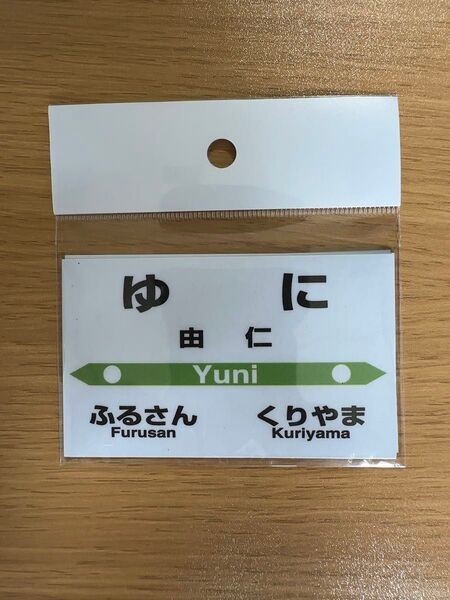 ゆ に
由 仁
Yuni
ふるさん くりやま
Furusan Kuriyama